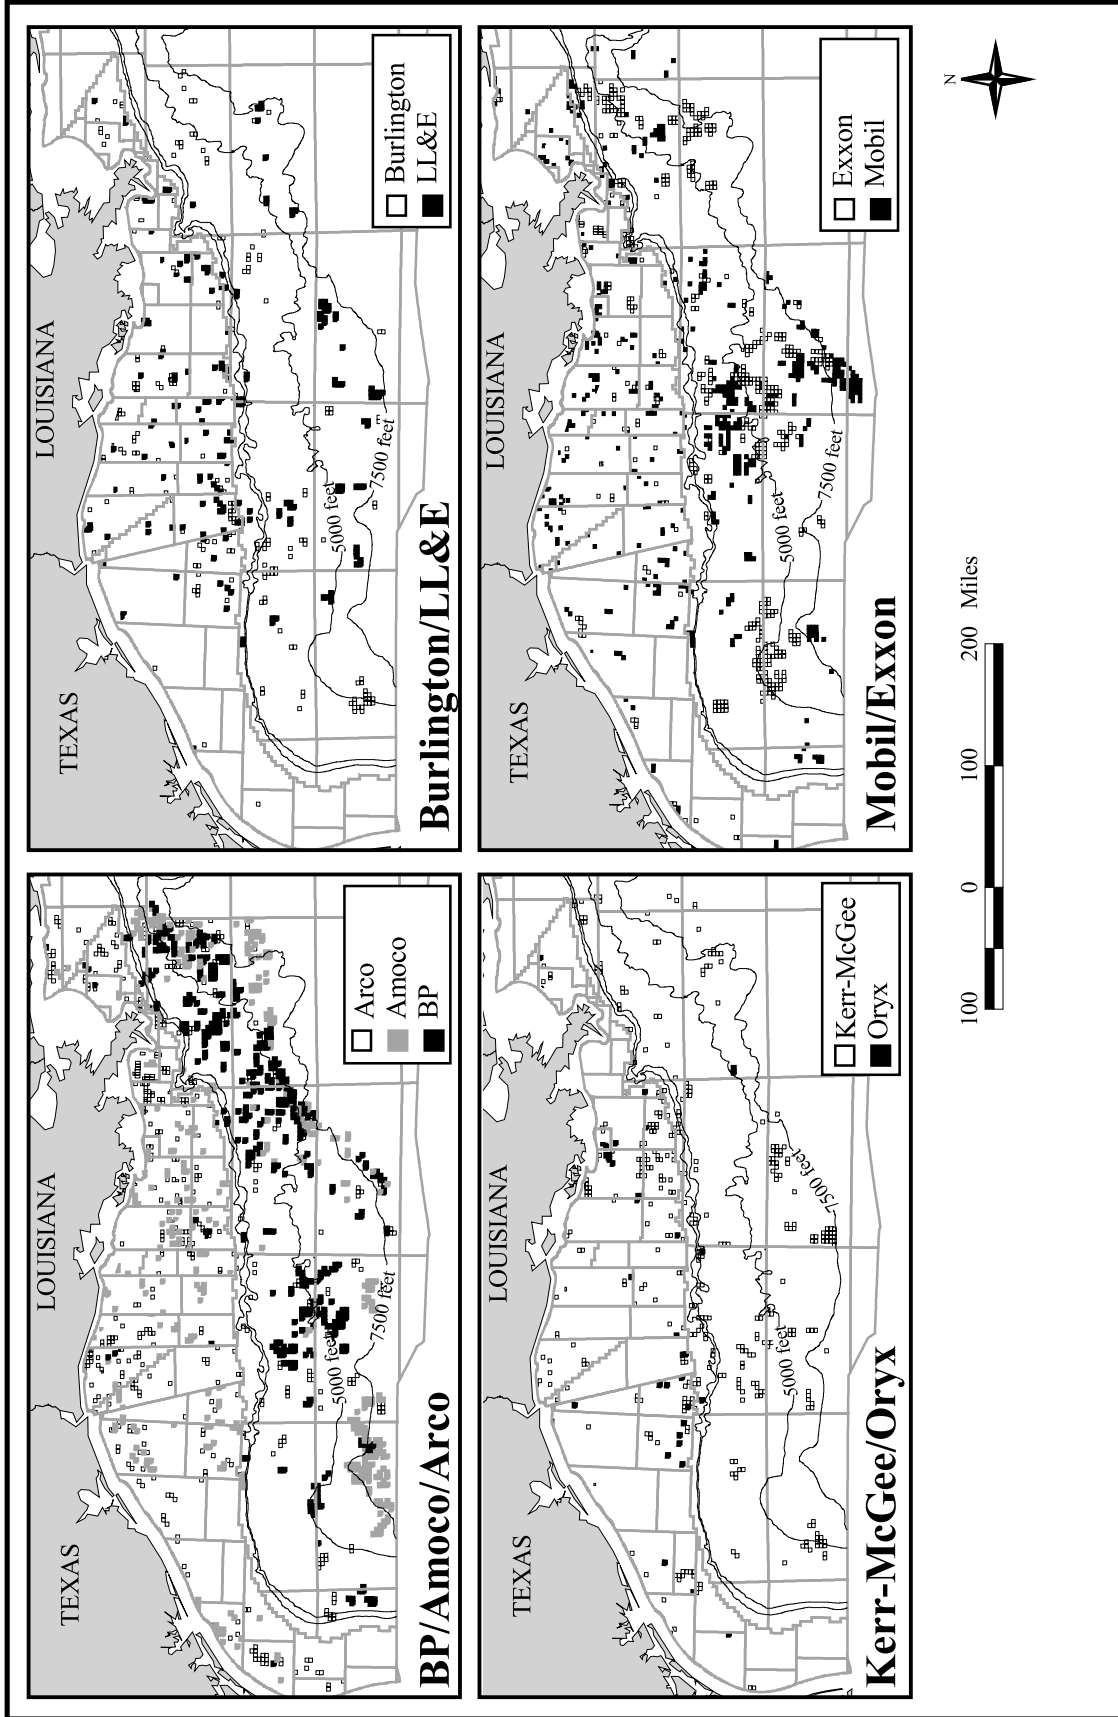 TEXAS
LOUISIANA
5000 feet
7500 feet
BP/Amoco/Arco
Arco
Amoco
BP
TEXAS
LOUISIANA
5000 feet
7500 feet
Burlington/LL&E
Burlington
LL&E
TEXAS
LOUISIANA
5000 feet
7500 feet
Kerr-McGee/Oryx
Kerr-McGee
Oryx
TEXAS
LOUISIANA
5000 feet
7500 feet
Mobil/Exxon
Exxon
Mobil
100 0 100 200 Miles
N